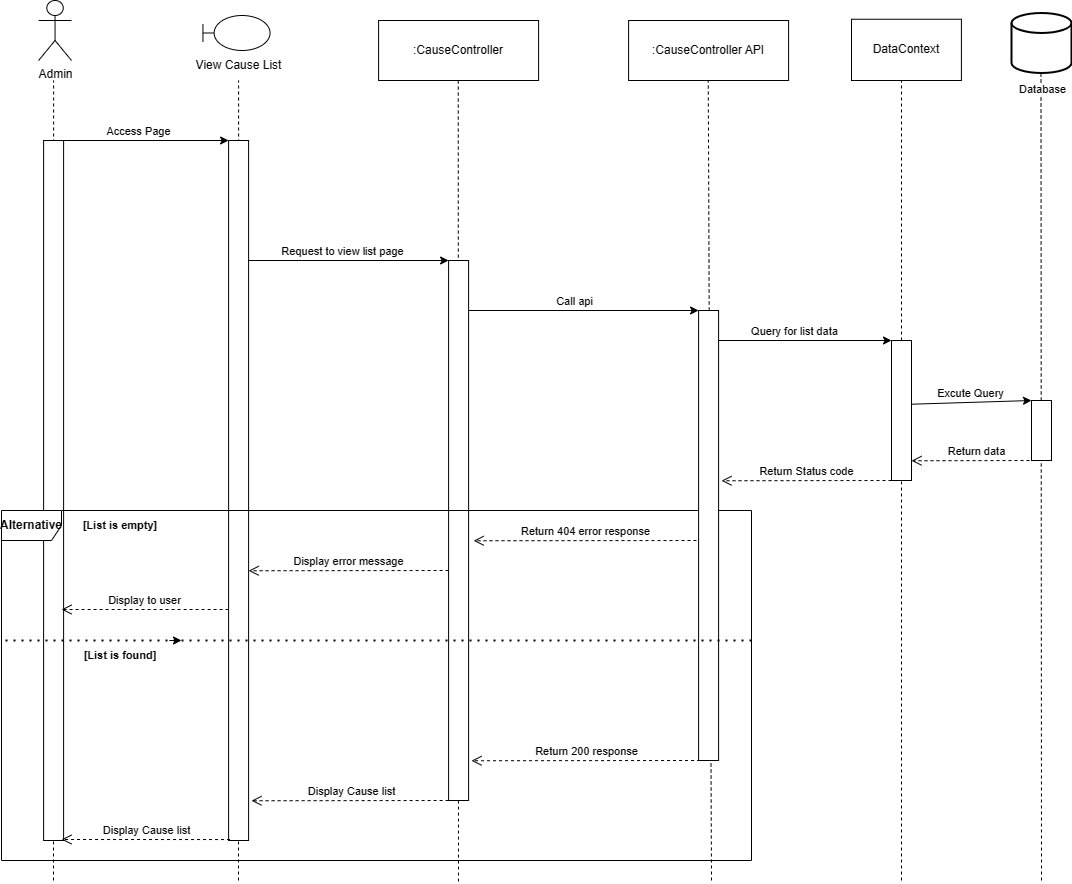 :CauseController
:CauseController API
DataContext
View Cause List
Admin
Database
Access Page
Request to view list page
Call api
Query for list data
Excute Query
Return data
Return Status code
Alternative
[List is empty]
Return 404 error response
Display error message
Display to user
[List is found]
Return 200 response
Display Cause list
Display Cause list